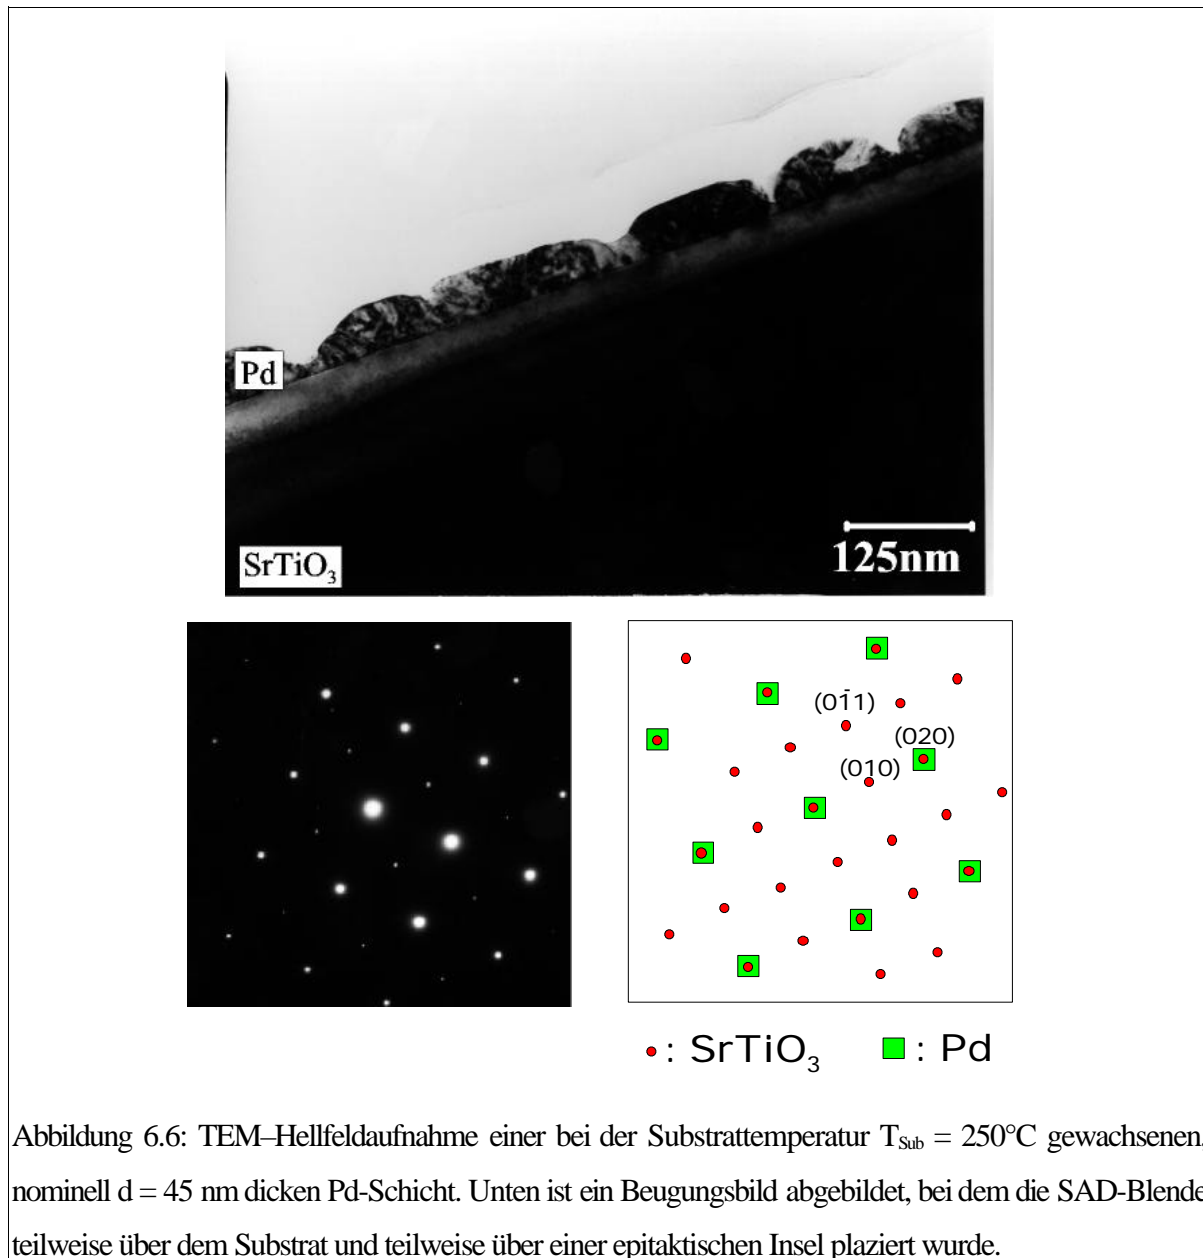 Pd
SrTiO₃
125nm
(01̄1)
(020)
(010)
: SrTiO₃ : Pd
Abbildung 6.6: TEM–Hellfeldaufnahme einer bei der Substrattemperatur T_Sub = 250°C gewachsenen,
nominell d = 45 nm dicken Pd-Schicht. Unten ist ein Beugungsbild abgebildet, bei dem die SAD-Blende
teilweise über dem Substrat und teilweise über einer epitaktischen Insel plaziert wurde.